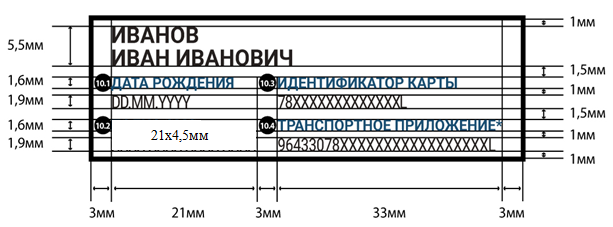 ИВАНОВ
ИВАН ИВАНОВИЧ
10.1 ДАТА РОЖДЕНИЯ
DD.MM.YYYY
10.3 ИДЕНТИФИКАТОР КАРТЫ
78XXXXXXXXXXXXXL
10.2
21x4,5мм
10.4 ТРАНСПОРТНОЕ ПРИЛОЖЕНИЕ*
96433078XXXXXXXXXXXXXXXXXL
5,5мм
1,6мм
1,9мм
1,6мм
1,9мм
1мм
1,5мм
1мм
1,5мм
1мм
1мм
3мм
21мм
3мм
33мм
3мм